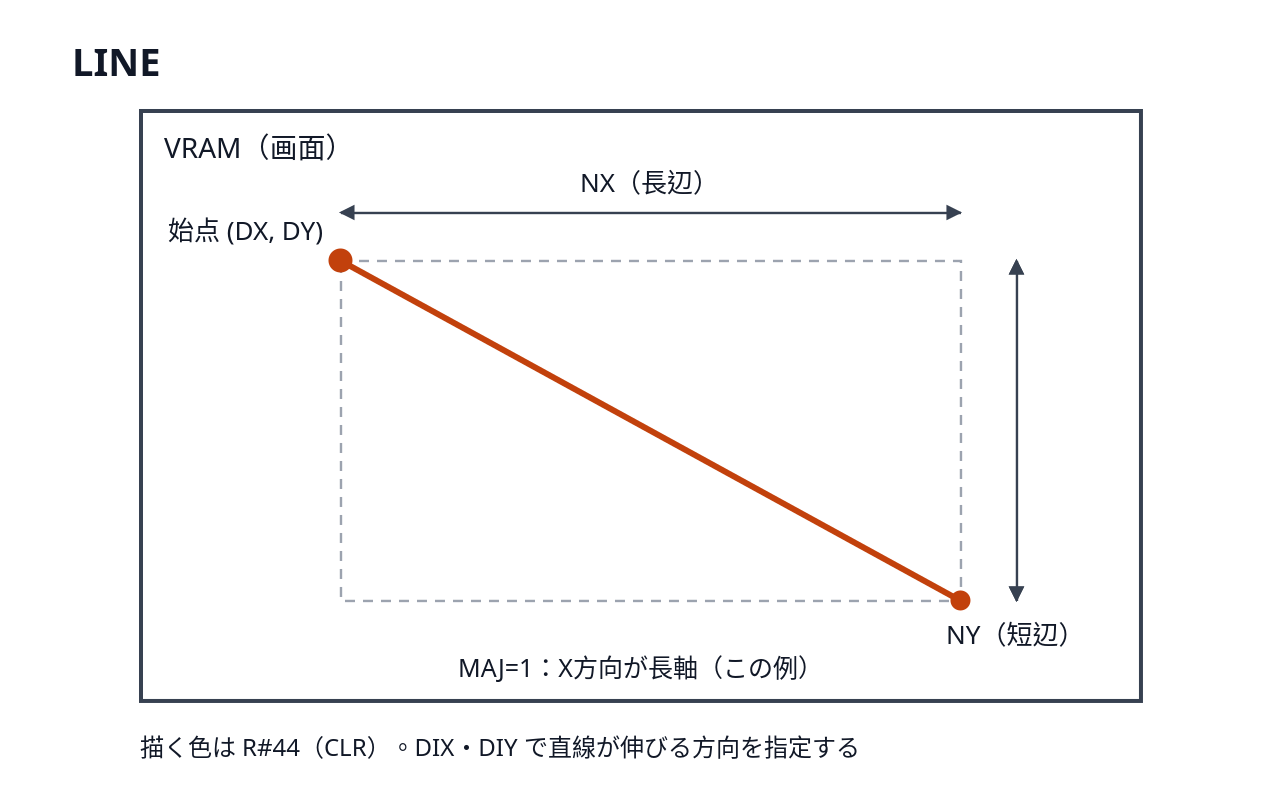 LINE
VRAM（画面）
NX（長辺）
始点 (DX, DY)
NY（短辺）
MAJ=1：X方向が長軸（この例）
描く色は R#44（CLR）。DIX・DIY で直線が伸びる方向を指定する